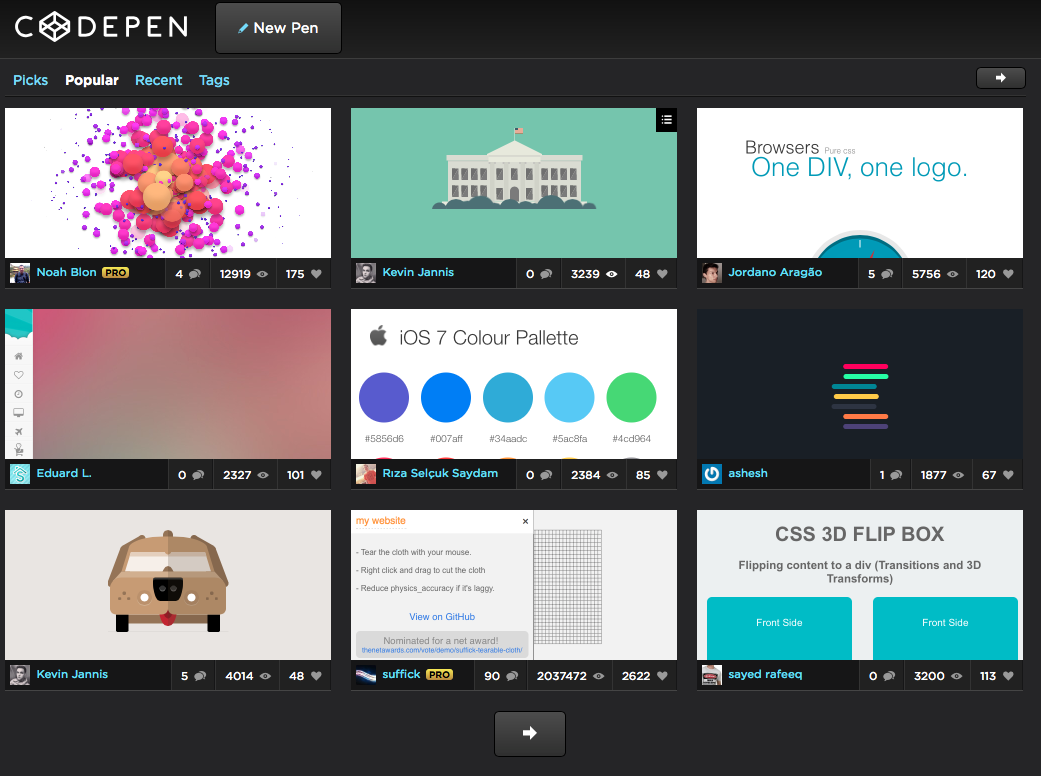 CODEPEN
New Pen
Picks Popular Recent Tags
Browsers Pure css
One DIV, one logo.
Noah Blon PRO 4 12919 175
Kevin Jannis 0 3239 48
Jordano Aragão 5 5756 120
iOS 7 Colour Pallette
#5856d6 #007aff #34aadc #5ac8fa #4cd964
Eduard L. 0 2327 101
Rıza Selçuk Saydam 0 2384 85
ashesh 1 1877 67
my website ×
- Tear the cloth with your mouse.
- Right click and drag to cut the cloth
- Reduce physics_accuracy if it's laggy.
View on GitHub
Nominated for a net award!
thenetawards.com/vote/demo/suffick-tearable-cloth/
CSS 3D FLIP BOX
Flipping content to a div (Transitions and 3D
Transforms)
Front Side Front Side
Kevin Jannis 5 4014 48
suffick PRO 90 2037472 2622
sayed rafeeq 0 3200 113